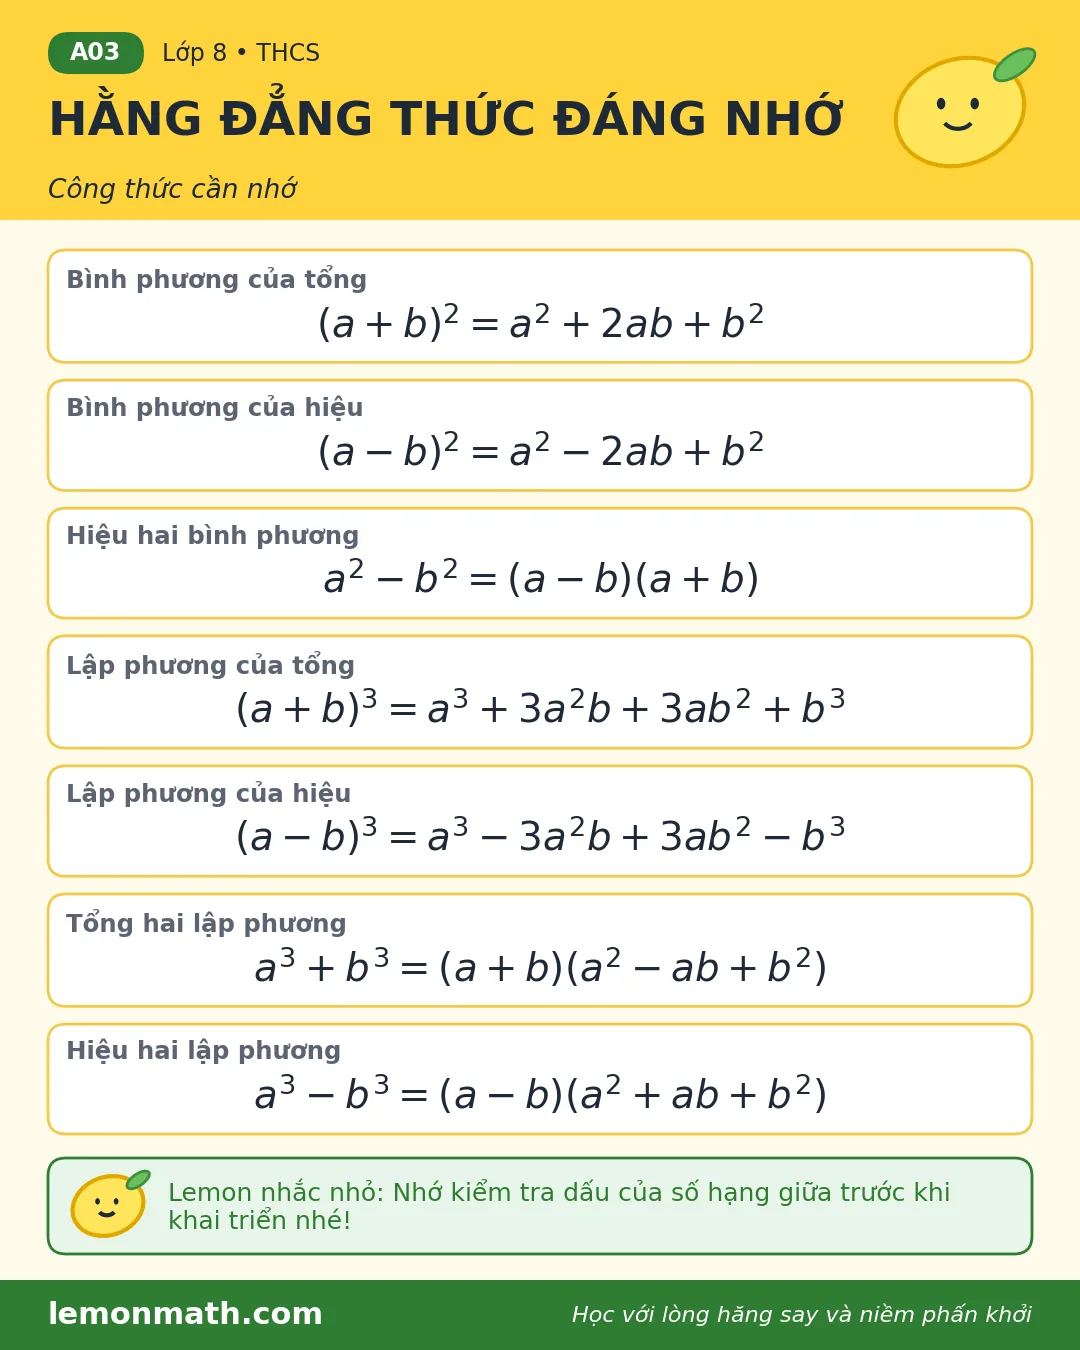 A03 Lớp 8 • THCS
HẰNG ĐẲNG THỨC ĐÁNG NHỚ
Công thức cần nhớ
Bình phương của tổng
(a + b)² = a² + 2ab + b²
Bình phương của hiệu
(a − b)² = a² − 2ab + b²
Hiệu hai bình phương
a² − b² = (a − b)(a + b)
Lập phương của tổng
(a + b)³ = a³ + 3a²b + 3ab² + b³
Lập phương của hiệu
(a − b)³ = a³ − 3a²b + 3ab² − b³
Tổng hai lập phương
a³ + b³ = (a + b)(a² − ab + b²)
Hiệu hai lập phương
a³ − b³ = (a − b)(a² + ab + b²)
Lemon nhắc nhỏ: Nhớ kiểm tra dấu của số hạng giữa trước khi
khai triển nhé!
lemonmath.com
Học với lòng hăng say và niềm phấn khởi